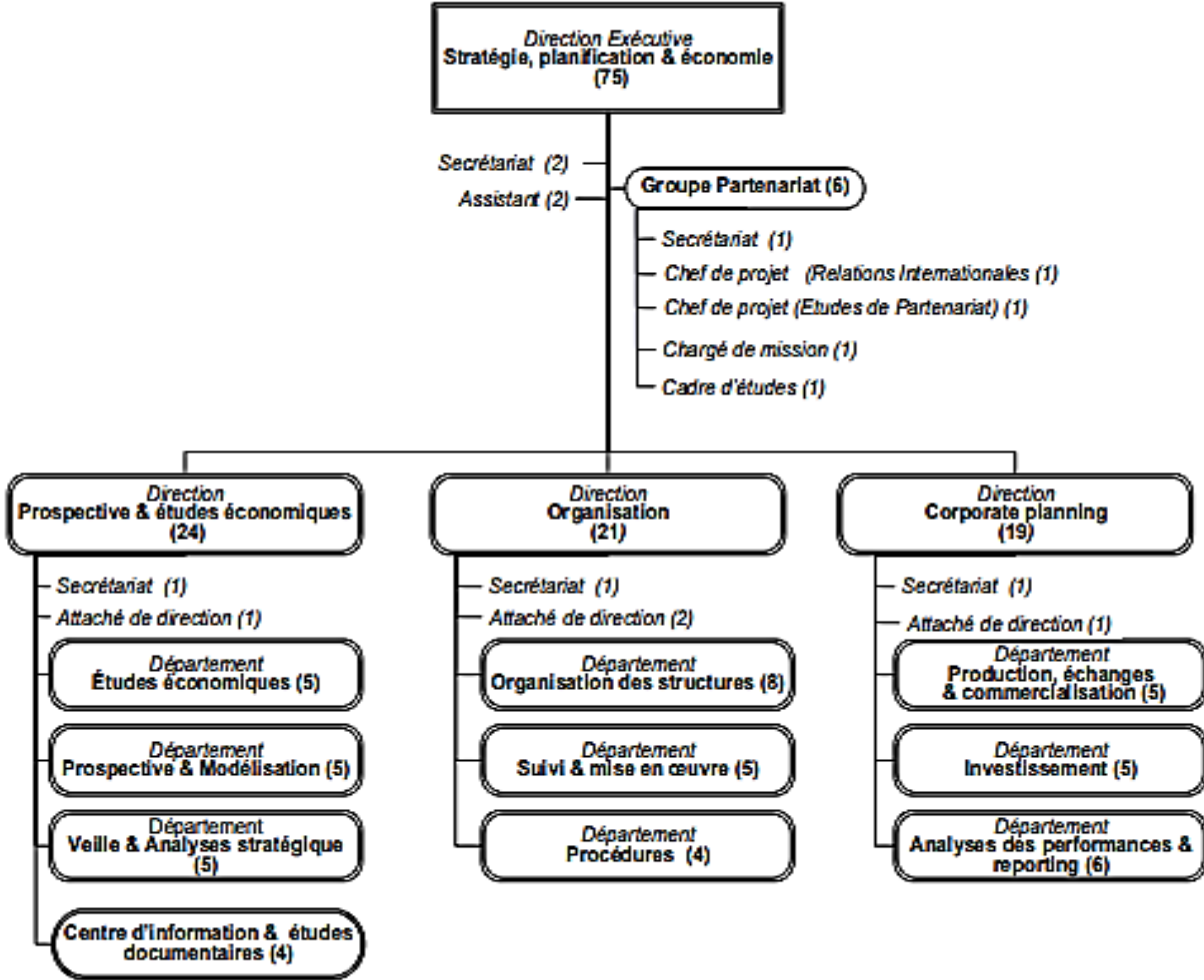 Direction Exécutive
Stratégie, planification & économie
(75)
Secrétariat (2)
Assistant (2)
Groupe Partenariat (6)
Secrétariat (1)
Chef de projet (Relations Internationales (1)
Chef de projet (Etudes de Partenariat) (1)
Chargé de mission (1)
Cadre d'études (1)
Direction
Prospective & études économiques
(24)
Secrétariat (1)
Attaché de direction (1)
Département
Études économiques (5)
Département
Prospective & Modélisation (5)
Département
Veille & Analyses stratégique
(5)
Centre d'information & études
documentaires (4)
Direction
Organisation
(21)
Secrétariat (1)
Attaché de direction (2)
Département
Organisation des structures (8)
Département
Suivi & mise en œuvre (5)
Département
Procédures (4)
Direction
Corporate planning
(19)
Secrétariat (1)
Attaché de direction (1)
Département
Production, échanges
& commercialisation (5)
Département
Investissement (5)
Département
Analyses des performances &
reporting (6)